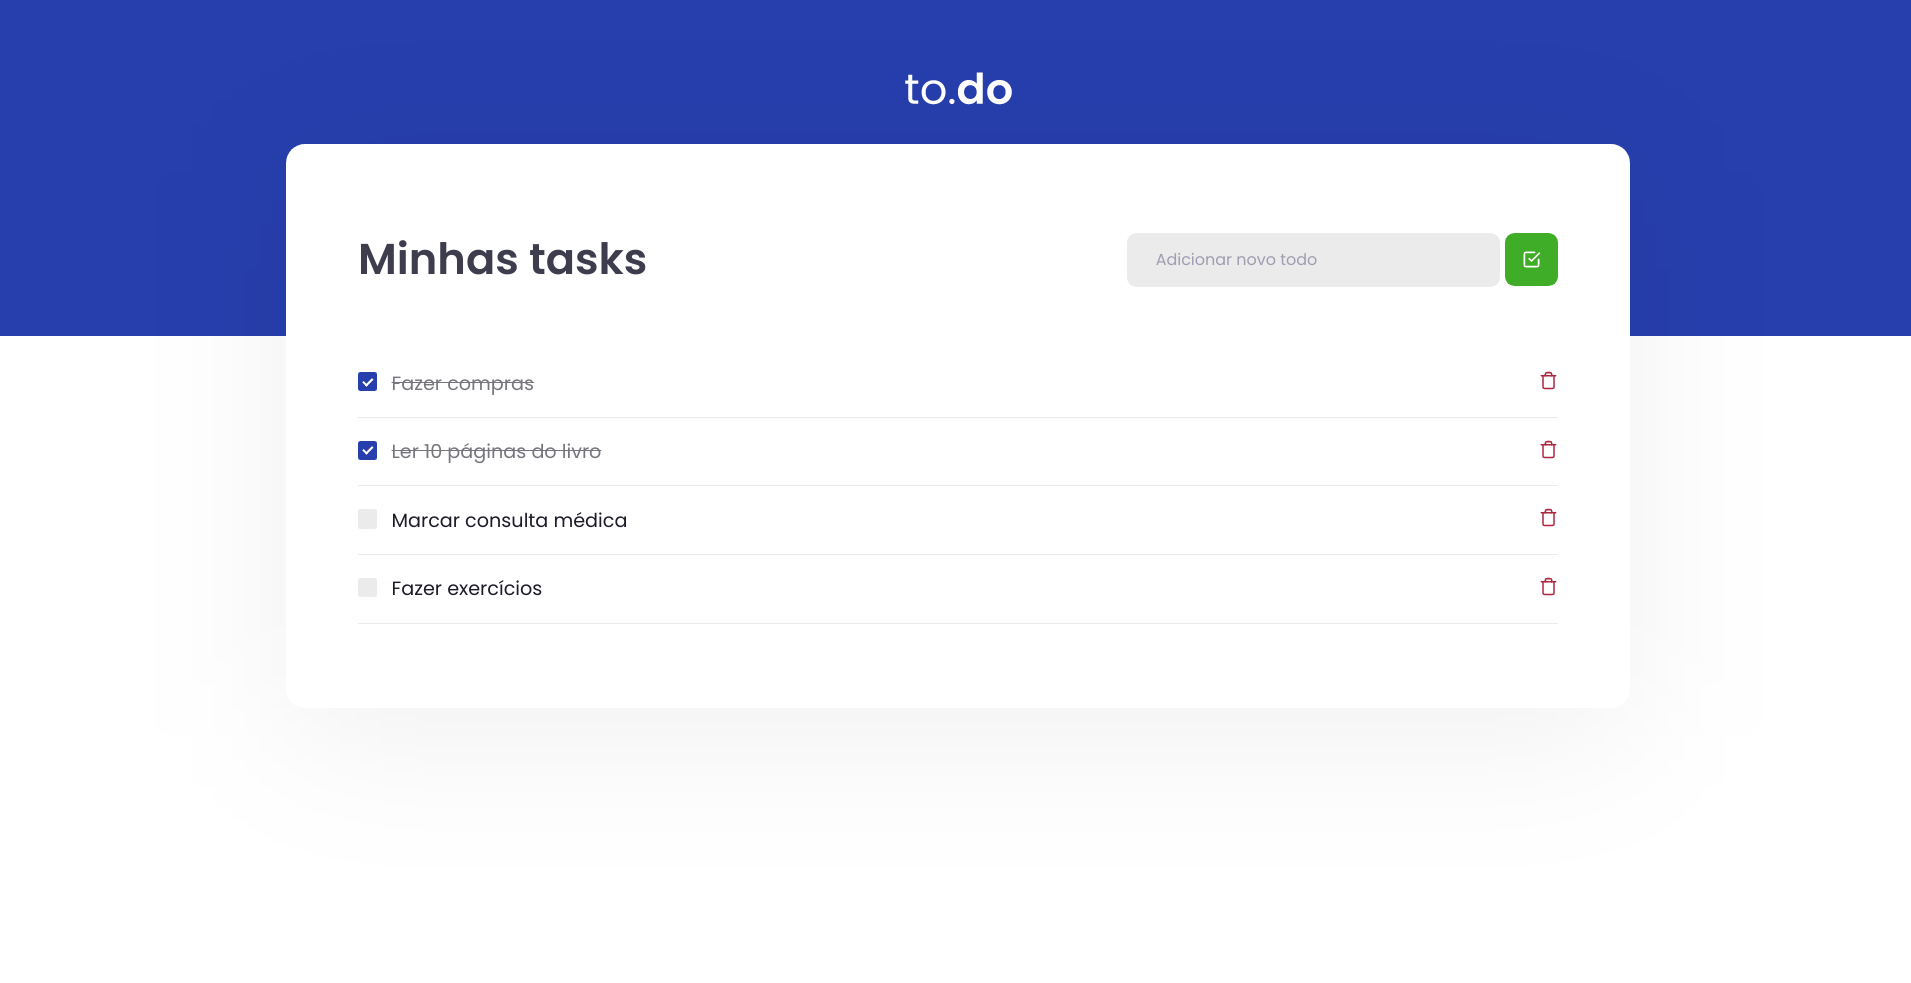 to.do
Minhas tasks
Adicionar novo todo
Fazer compras
Ler 10 páginas do livro
Marcar consulta médica
Fazer exercícios